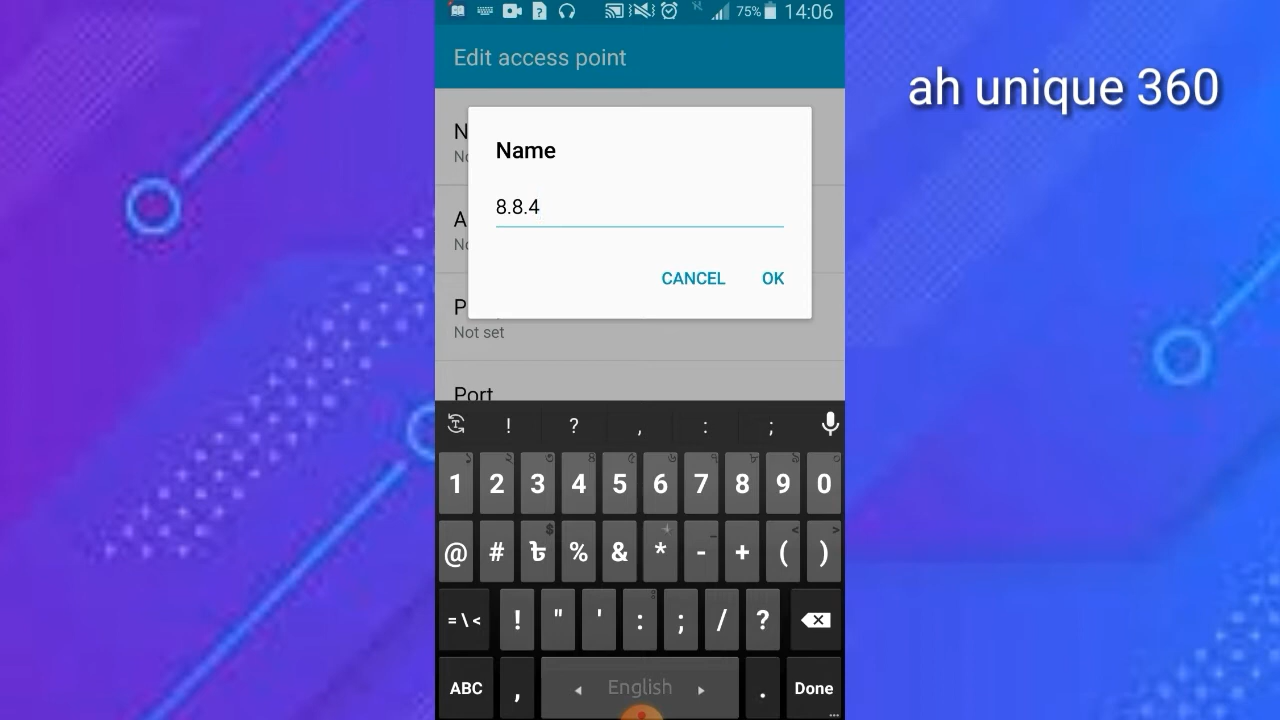 75% 14:06
Edit access point
ah unique 360
N
Name
8.8.4
A
CANCEL OK
P
Not set
Port
! ? , : ;
1 2 3 4 5 6 7 8 9 0
@ # ৳ % & * - + ( )
= \ < ! " ' : ; / ?
ABC , English . Done